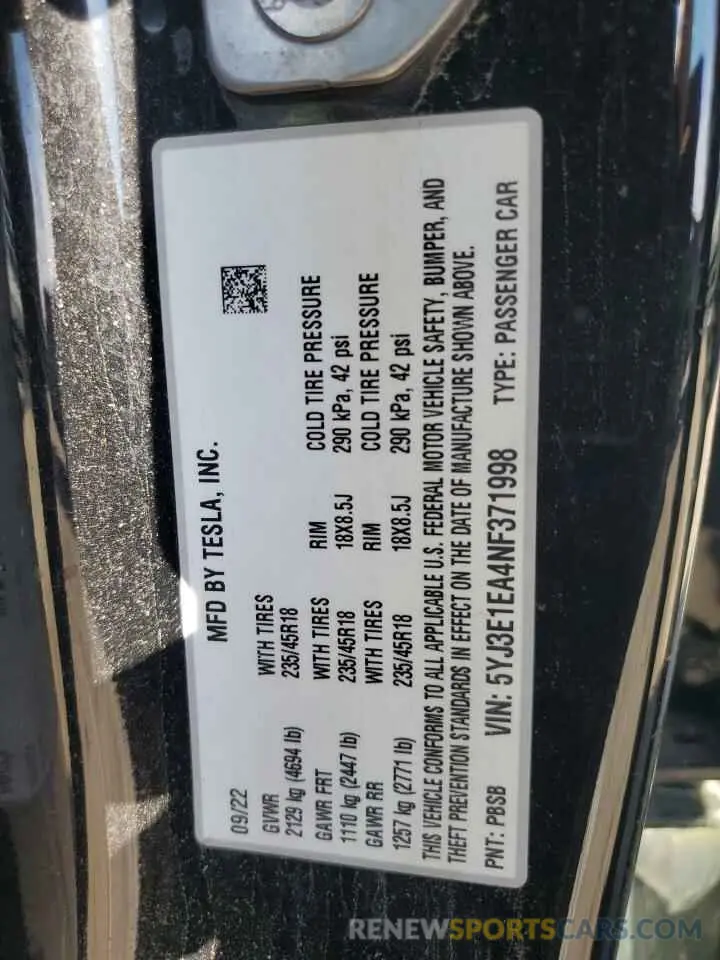 MFD BY TESLA, INC.
09/22
GVWR WITH TIRES
2129 kg (4694 lb) 235/45R18
GAWR FRT WITH TIRES RIM COLD TIRE PRESSURE
1110 kg (2447 lb) 235/45R18 18X8.5J 290 kPa, 42 psi
GAWR RR WITH TIRES RIM COLD TIRE PRESSURE
1257 kg (2771 lb) 235/45R18 18X8.5J 290 kPa, 42 psi
THIS VEHICLE CONFORMS TO ALL APPLICABLE U.S. FEDERAL MOTOR VEHICLE SAFETY, BUMPER, AND
THEFT PREVENTION STANDARDS IN EFFECT ON THE DATE OF MANUFACTURE SHOWN ABOVE.
PNT: PBSB VIN: 5YJ3E1EA4NF371998 TYPE: PASSENGER CAR
RENEWSPORTSCARS.COM